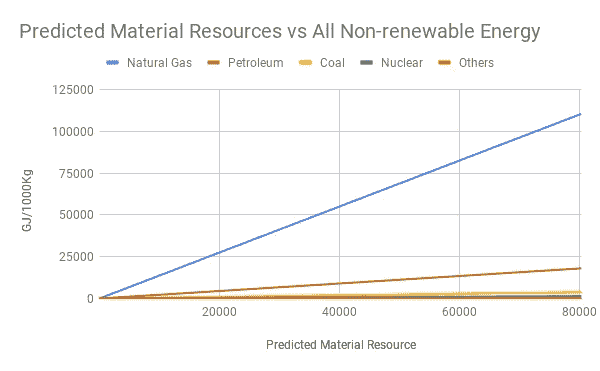 Predicted Material Resources vs All Non-renewable Energy
Natural Gas Petroleum Coal Nuclear Others
125000
100000
75000
50000
25000
0
GJ/1000Kg
20000 40000 60000 80000
Predicted Material Resource